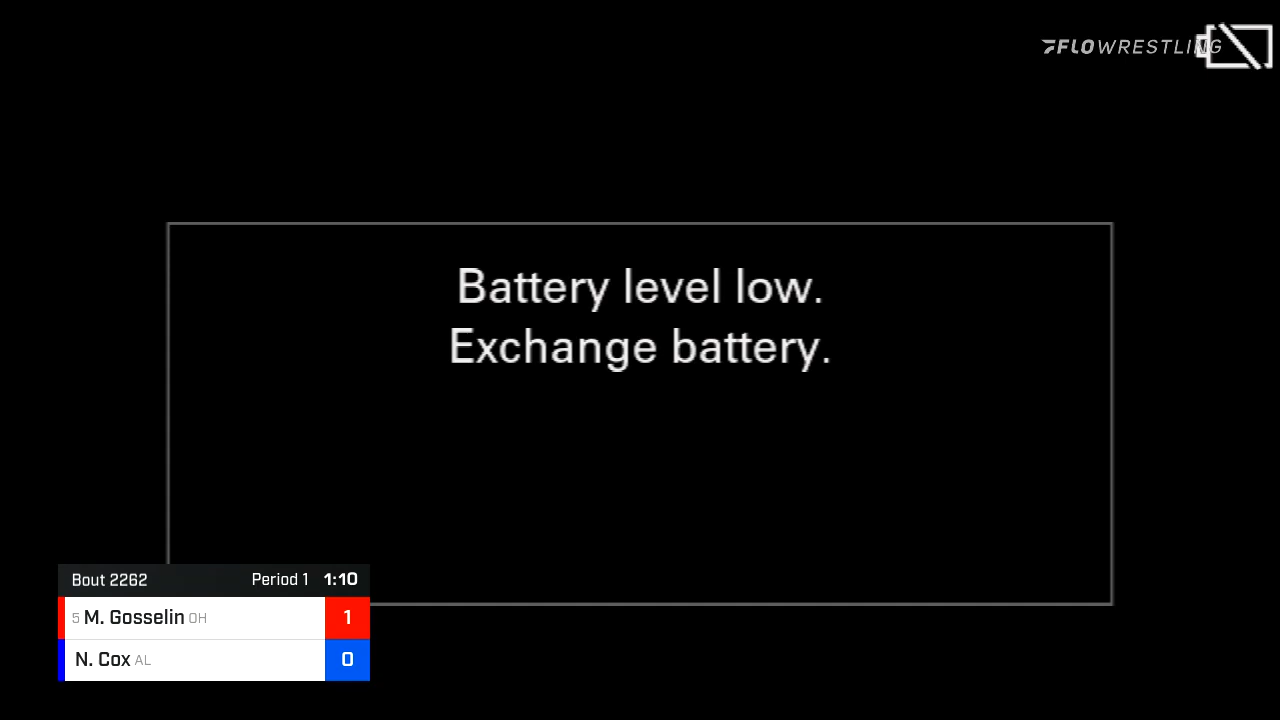 FLOWRESTLING
Battery level low.
Exchange battery.
Bout 2262 Period 1 1:10
5 M. Gosselin OH 1
N. Cox AL 0